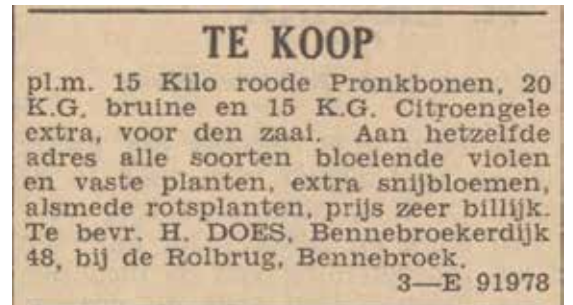 TE KOOP
pl.m. 15 Kilo roode Pronkbonen, 20
K.G. bruine en 15 K.G. Citroengele
extra, voor den zaai. Aan hetzelfde
adres alle soorten bloeiende violen
en vaste planten, extra snijbloemen,
alsmede rotsplanten, prijs zeer billijk.
Te bevr. H. DOES, Bennebroekerdijk
48, bij de Rolbrug, Bennebroek.
3—E 91978